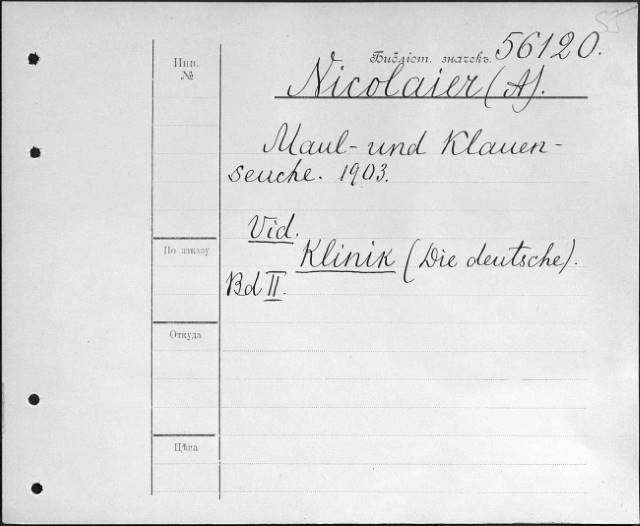 Инв.
№
Библіот. значекъ. 56120.
Nicolaier (A).
Maul- und Klauen-
seuche. 1903.
Vid.
Klinik (Die deutsche).
Bd II.
По заказу
Откуда
Цѣна